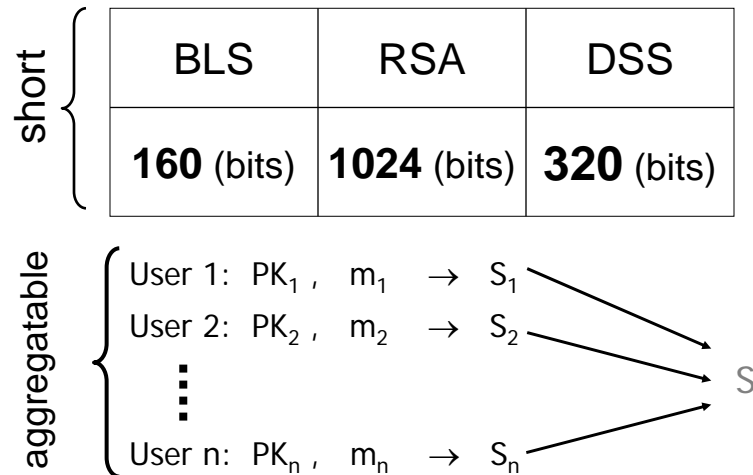 short
BLS RSA DSS
160 (bits) 1024 (bits) 320 (bits)
aggregatable
User 1: PK₁ , m₁ → S₁
User 2: PK₂ , m₂ → S₂
S
User n: PKₙ , mₙ → Sₙ